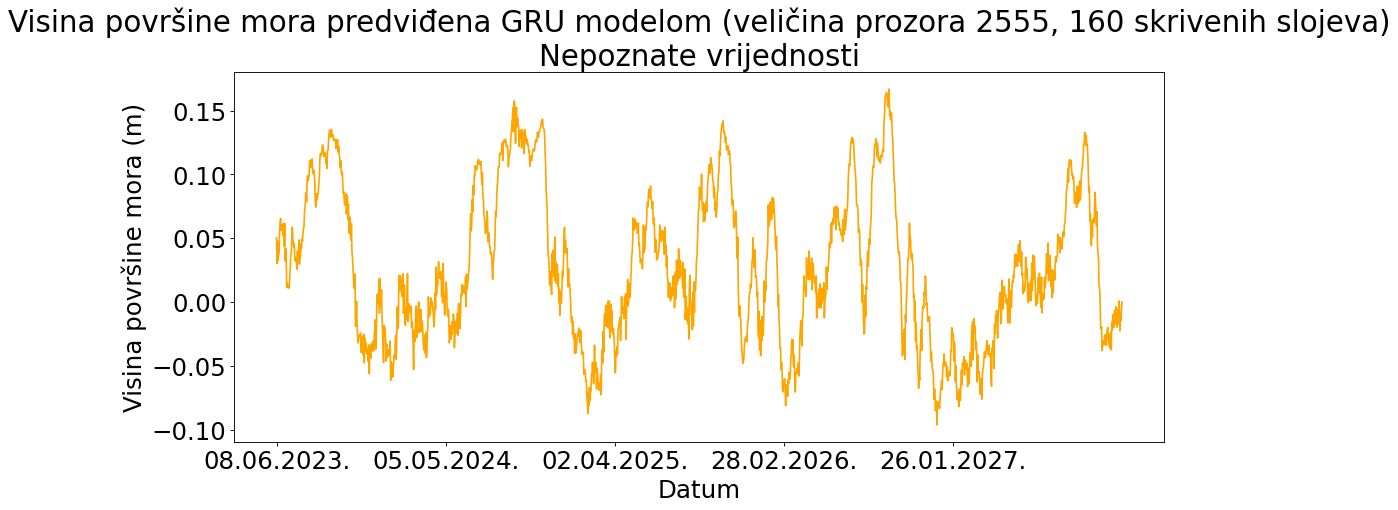 Visina površine mora predviđena GRU modelom (veličina prozora 2555, 160 skrivenih slojeva)
Nepoznate vrijednosti
Visina površine mora (m)
0.15
0.10
0.05
0.00
−0.05
−0.10
08.06.2023. 05.05.2024. 02.04.2025. 28.02.2026. 26.01.2027.
Datum